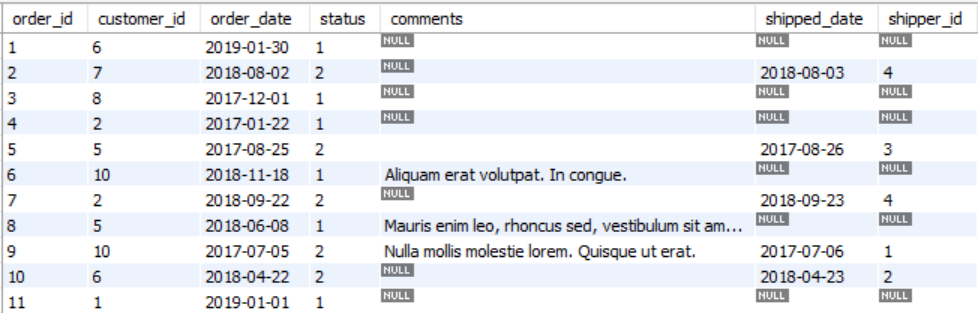 order_id customer_id order_date status comments shipped_date shipper_id
1 6 2019-01-30 1 NULL NULL NULL
2 7 2018-08-02 2 NULL 2018-08-03 4
3 8 2017-12-01 1 NULL NULL NULL
4 2 2017-01-22 1 NULL NULL NULL
5 5 2017-08-25 2 2017-08-26 3
6 10 2018-11-18 1 Aliquam erat volutpat. In congue. NULL NULL
7 2 2018-09-22 2 NULL 2018-09-23 4
8 5 2018-06-08 1 Mauris enim leo, rhoncus sed, vestibulum sit am... NULL NULL
9 10 2017-07-05 2 Nulla mollis molestie lorem. Quisque ut erat. 2017-07-06 1
10 6 2018-04-22 2 NULL 2018-04-23 2
11 1 2019-01-01 1 NULL NULL NULL